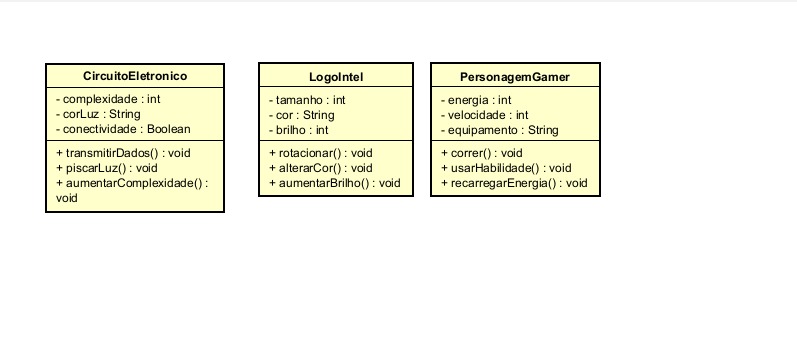 CircuitoEletronico
- complexidade : int
- corLuz : String
- conectividade : Boolean
+ transmitirDados() : void
+ piscarLuz() : void
+ aumentarComplexidade() :
void
LogoIntel
- tamanho : int
- cor : String
- brilho : int
+ rotacionar() : void
+ alterarCor() : void
+ aumentarBrilho() : void
PersonagemGamer
- energia : int
- velocidade : int
- equipamento : String
+ correr() : void
+ usarHabilidade() : void
+ recarregarEnergia() : void